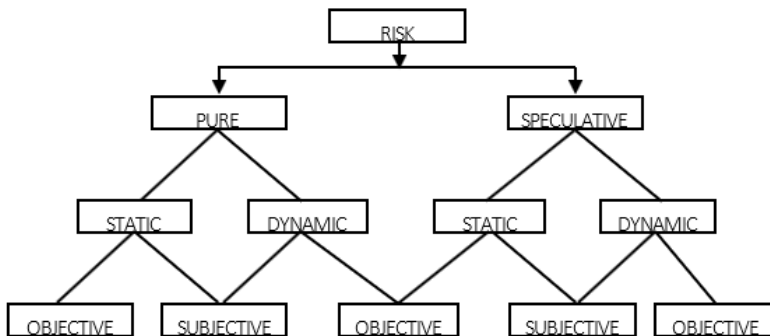 RISK
PURE
SPECULATIVE
STATIC
DYNAMIC
STATIC
DYNAMIC
OBJECTIVE
SUBJECTIVE
OBJECTIVE
SUBJECTIVE
OBJECTIVE